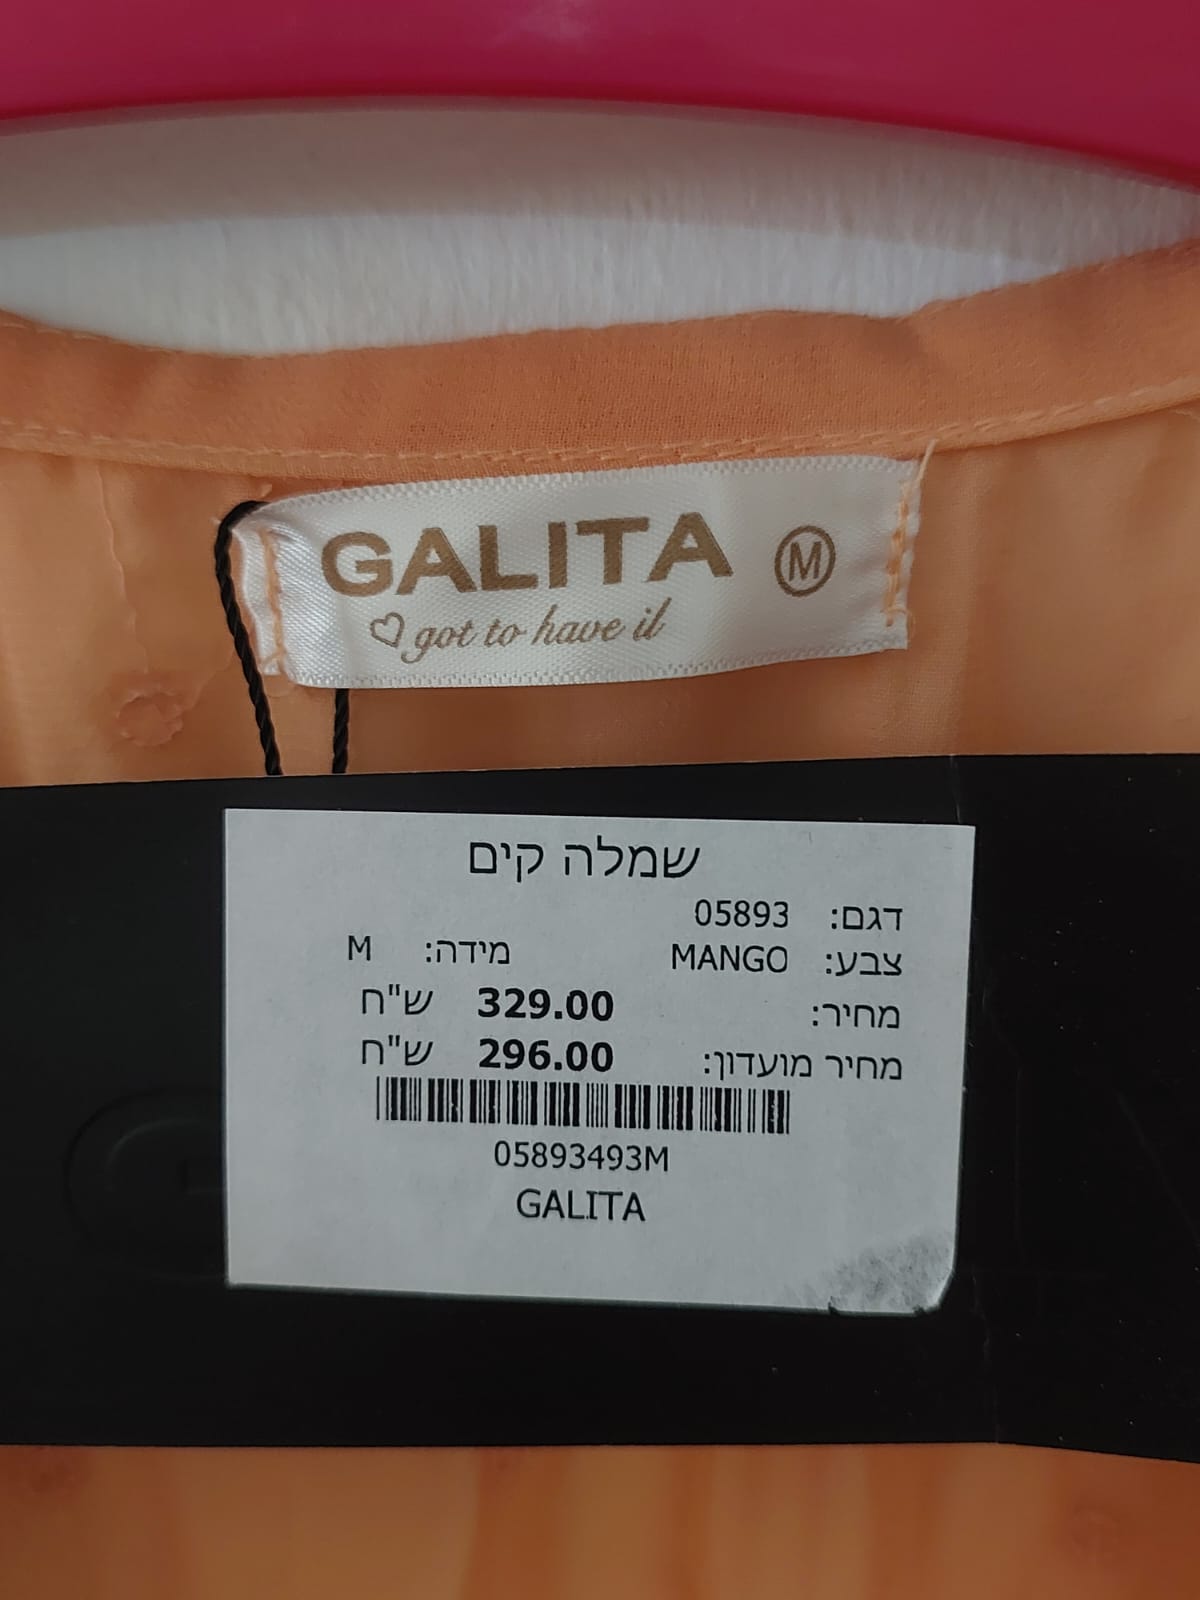 GALITA M
got to have it
שמלה קים
דגם: 05893
צבע: MANGO מידה: M
מחיר: 329.00 ש"ח
מחיר מועדון: 296.00 ש"ח
05893493M
GALITA